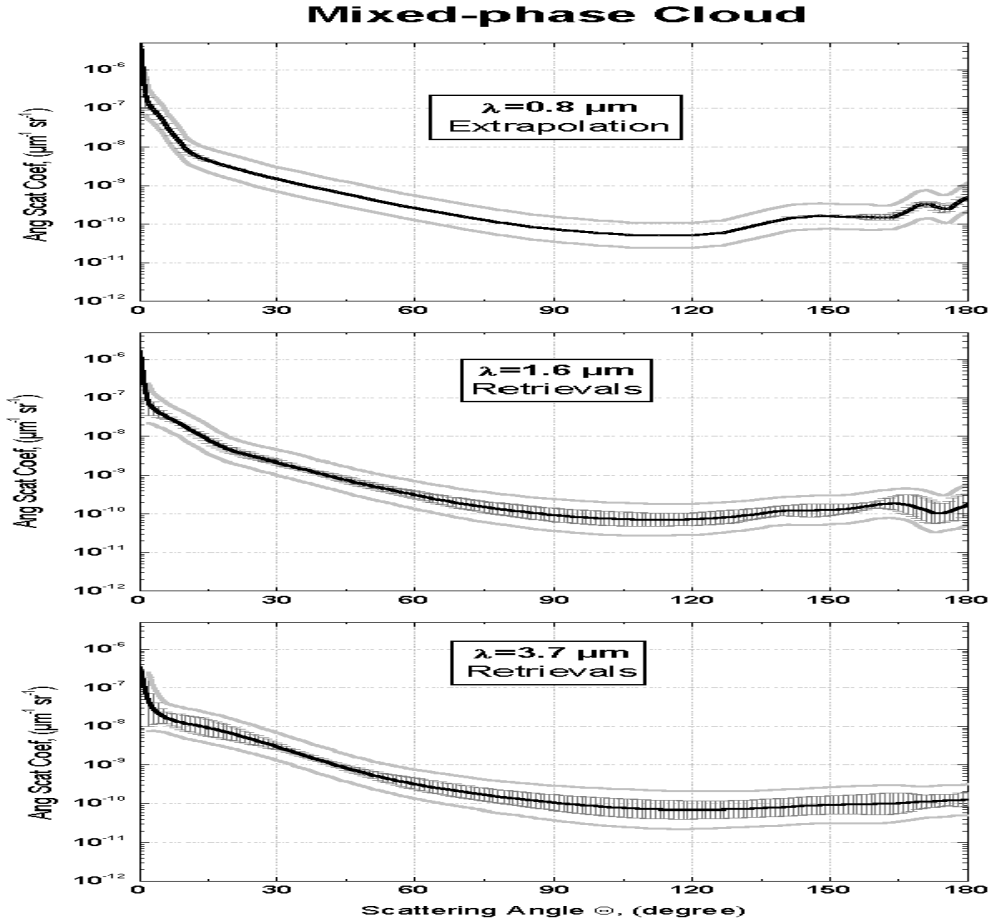 Mixed-phase Cloud
λ=0.8 μm
Extrapolation
Ang Scat Coef, (μm⁻¹ sr⁻¹)
10⁻⁶
10⁻⁷
10⁻⁸
10⁻⁹
10⁻¹⁰
10⁻¹¹
10⁻¹²
0 30 60 90 120 150 180
λ=1.6 μm
Retrievals
Ang Scat Coef, (μm⁻¹ sr⁻¹)
10⁻⁶
10⁻⁷
10⁻⁸
10⁻⁹
10⁻¹⁰
10⁻¹¹
10⁻¹²
0 30 60 90 120 150 180
λ=3.7 μm
Retrievals
Ang Scat Coef, (μm⁻¹ sr⁻¹)
10⁻⁶
10⁻⁷
10⁻⁸
10⁻⁹
10⁻¹⁰
10⁻¹¹
10⁻¹²
0 30 60 90 120 150 180
Scattering Angle Θ, (degree)